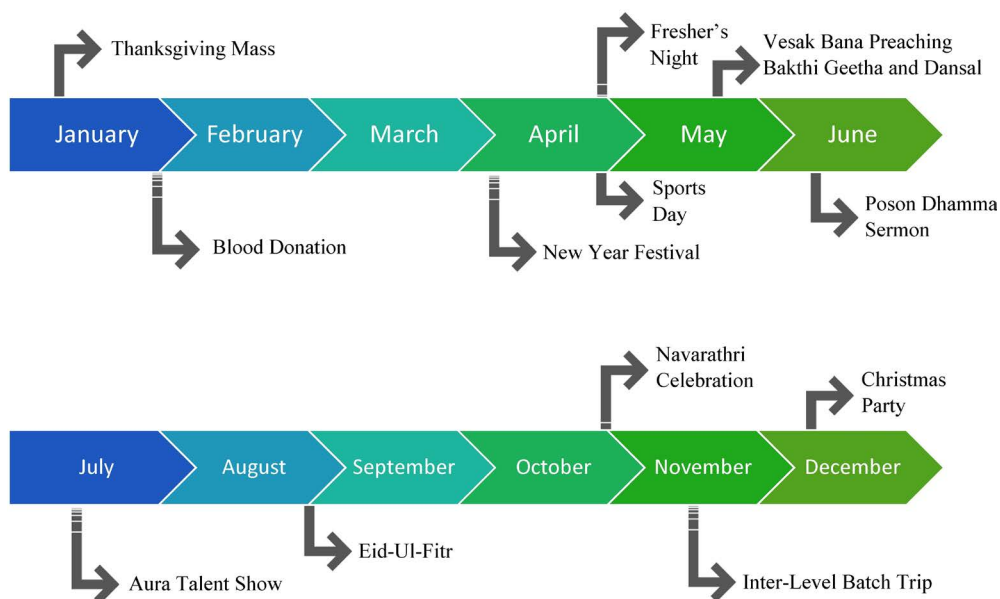 Thanksgiving Mass
Fresher's
Night
Vesak Bana Preaching
Bakthi Geetha and Dansal
January
February
March
April
May
June
Blood Donation
New Year Festival
Sports
Day
Poson Dhamma
Sermon
Navarathri
Celebration
Christmas
Party
July
August
September
October
November
December
Aura Talent Show
Eid-Ul-Fitr
Inter-Level Batch Trip